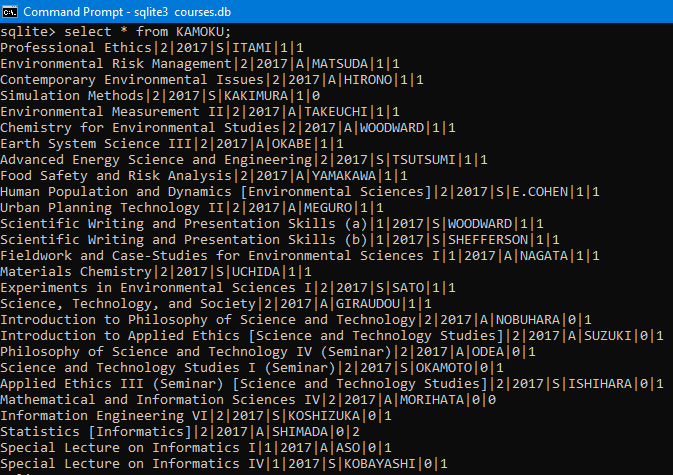 Command Prompt - sqlite3 courses.db
sqlite> select * from KAMOKU;
Professional Ethics|2|2017|S|ITAMI|1|1
Environmental Risk Management|2|2017|A|MATSUDA|1|1
Contemporary Environmental Issues|2|2017|A|HIRONO|1|1
Simulation Methods|2|2017|S|KAKIMURA|1|0
Environmental Measurement II|2|2017|A|TAKEUCHI|1|1
Chemistry for Environmental Studies|2|2017|A|WOODWARD|1|1
Earth System Science III|2|2017|A|OKABE|1|1
Advanced Energy Science and Engineering|2|2017|S|TSUTSUMI|1|1
Food Safety and Risk Analysis|2|2017|A|YAMAKAWA|1|1
Human Population and Dynamics [Environmental Sciences]|2|2017|S|E.COHEN|1|1
Urban Planning Technology II|2|2017|A|MEGURO|1|1
Scientific Writing and Presentation Skills (a)|1|2017|S|WOODWARD|1|1
Scientific Writing and Presentation Skills (b)|1|2017|S|SHEFFERSON|1|1
Fieldwork and Case-Studies for Environmental Sciences I|1|2017|A|NAGATA|1|1
Materials Chemistry|2|2017|S|UCHIDA|1|1
Experiments in Environmental Sciences I|2|2017|S|SATO|1|1
Science, Technology, and Society|2|2017|A|GIRAUDOU|1|1
Introduction to Philosophy of Science and Technology|2|2017|A|NOBUHARA|0|1
Introduction to Applied Ethics [Science and Technology Studies]|2|2017|A|SUZUKI|0|1
Philosophy of Science and Technology IV (Seminar)|2|2017|A|ODEA|0|1
Science and Technology Studies I (Seminar)|2|2017|S|OKAMOTO|0|1
Applied Ethics III (Seminar) [Science and Technology Studies]|2|2017|S|ISHIHARA|0|1
Mathematical and Information Sciences IV|2|2017|A|MORIHATA|0|0
Information Engineering VI|2|2017|S|KOSHIZUKA|0|1
Statistics [Informatics]|2|2017|A|SHIMADA|0|2
Special Lecture on Informatics I|1|2017|A|ASO|0|1
Special Lecture on Informatics IV|1|2017|S|KOBAYASHI|0|1